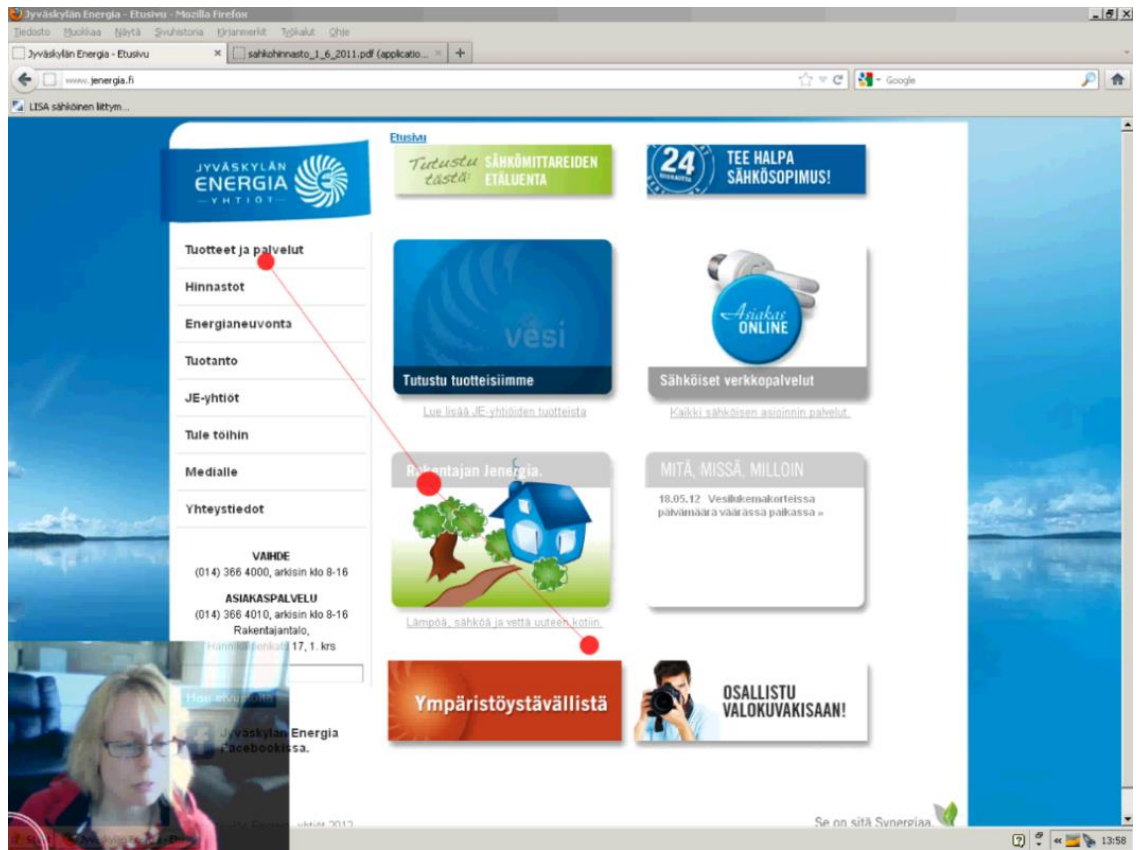 Jyväskylän Energia - Etusivu - Mozilla Firefox
Tiedosto Muokkaa Näytä Sivuhistoria Kirjanmerkit Työkalut Ohje
Jyväskylän Energia - Etusivu
sahkohinnasto_1_6_2011.pdf (applicatio...
www.jenergia.fi
Google
LISA sähköinen liittym...
JYVÄSKYLÄN
ENERGIA
YHTIÖT
Etusivu
Tutustu
tästä:
SÄHKÖMITTAREIDEN
ETÄLUENTA
24
TEE HALPA
SÄHKÖSOPIMUS!
Tuotteet ja palvelut
Hinnastot
Energianeuvonta
Tuotanto
JE-yhtiöt
Tule töihin
Medialle
Yhteystiedot
VAIHDE
(014) 366 4000, arkisin klo 8-16
ASIAKASPALVELU
(014) 366 4010, arkisin klo 8-16
Rakentajantalo,
17, 1. krs
Jyväskylän Energia
Facebookissa.
vesi
Tutustu tuotteisiimme
Lue lisää JE-yhtiöiden tuotteista
Asiakas
ONLINE
Sähköiset verkkopalvelut
Kaikki sähköisen asioinnin palvelut.
Rakentajan Jenergia.
Lämpöä, sähköä ja vettä uuteen kotiin.
MITÄ, MISSÄ, MILLOIN
18.05.12 Vesilukemakorteissa
päivämäärä väärässä paikassa »
Ympäristöystävällistä
OSALLISTU
VALOKUVAKISAAN!
Se on sitä Synergiaa.
13:58